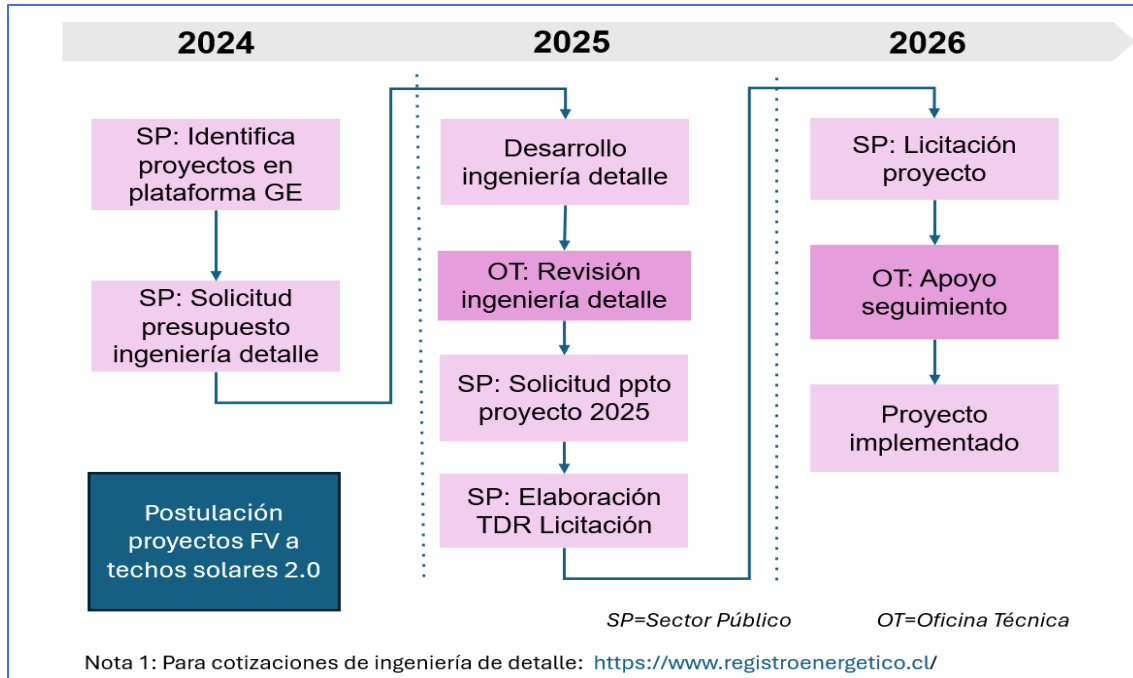 2024
2025
2026
SP: Identifica
proyectos en
plataforma GE
SP: Solicitud
presupuesto
ingeniería detalle
Postulación
proyectos FV a
techos solares 2.0
Desarrollo
ingeniería detalle
OT: Revisión
ingeniería detalle
SP: Solicitud ppto
proyecto 2025
SP: Elaboración
TDR Licitación
SP: Licitación
proyecto
OT: Apoyo
seguimiento
Proyecto
implementado
SP=Sector Público
OT=Oficina Técnica
Nota 1: Para cotizaciones de ingeniería de detalle: https://www.registroenergetico.cl/